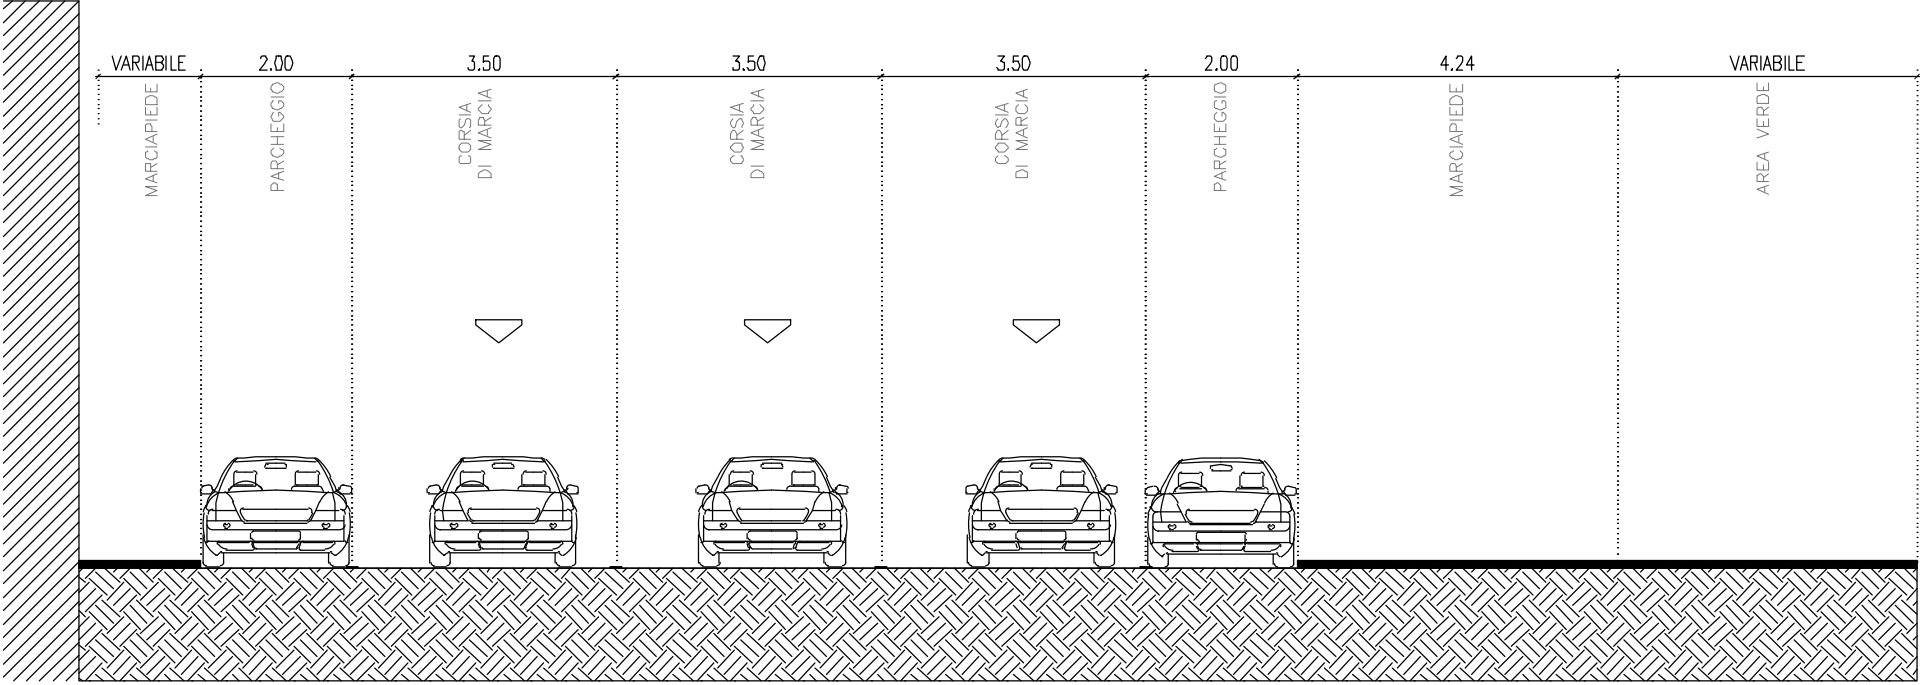 VARIABILE
2.00
3.50
3.50
3.50
2.00
4.24
VARIABILE
MARCIAPIEDE
PARCHEGGIO
CORSIA
DI MARCIA
CORSIA
DI MARCIA
CORSIA
DI MARCIA
PARCHEGGIO
MARCIAPIEDE
AREA VERDE